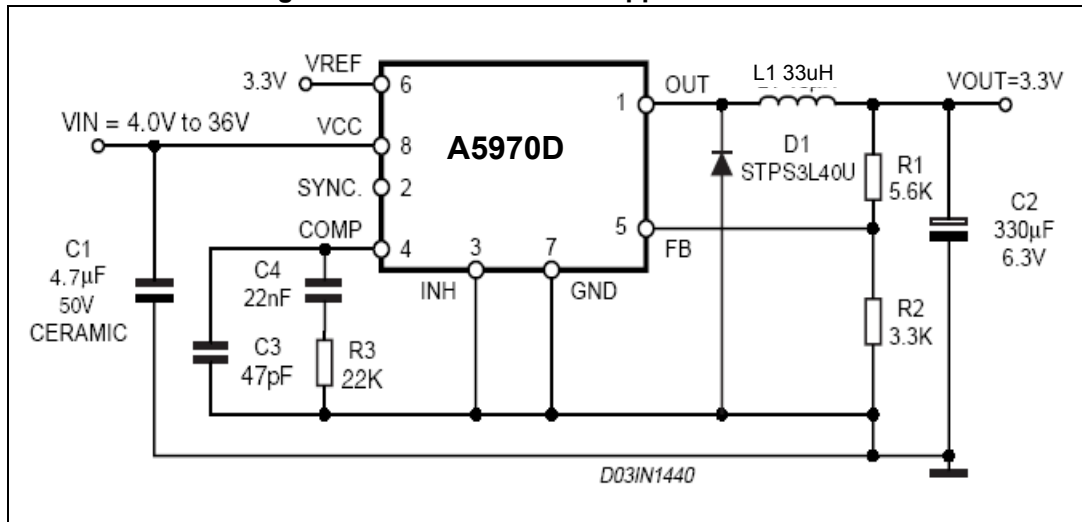 VREF
3.3V
6
VIN = 4.0V to 36V
VCC
8
SYNC.
2
COMP
4
A5970D
1
OUT
L1 33uH
VOUT=3.3V
D1
STPS3L40U
R1
5.6K
5
FB
C2
330µF
6.3V
3
INH
7
GND
C1
4.7µF
50V
CERAMIC
C4
22nF
C3
47pF
R3
22K
R2
3.3K
D03IN1440